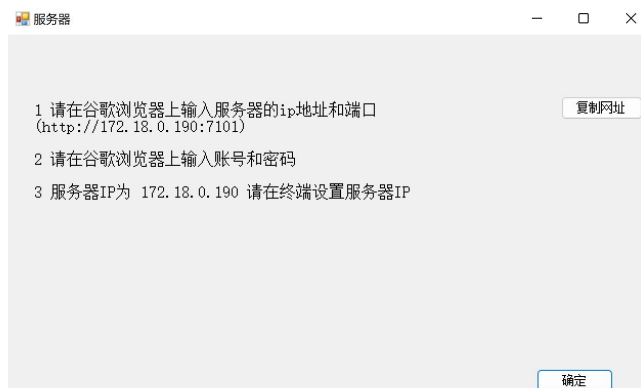 服务器
1 请在谷歌浏览器上输入服务器的ip地址和端口
复制网址
(http://172.18.0.190:7101)
2 请在谷歌浏览器上输入账号和密码
3 服务器IP为 172.18.0.190 请在终端设置服务器IP
确定